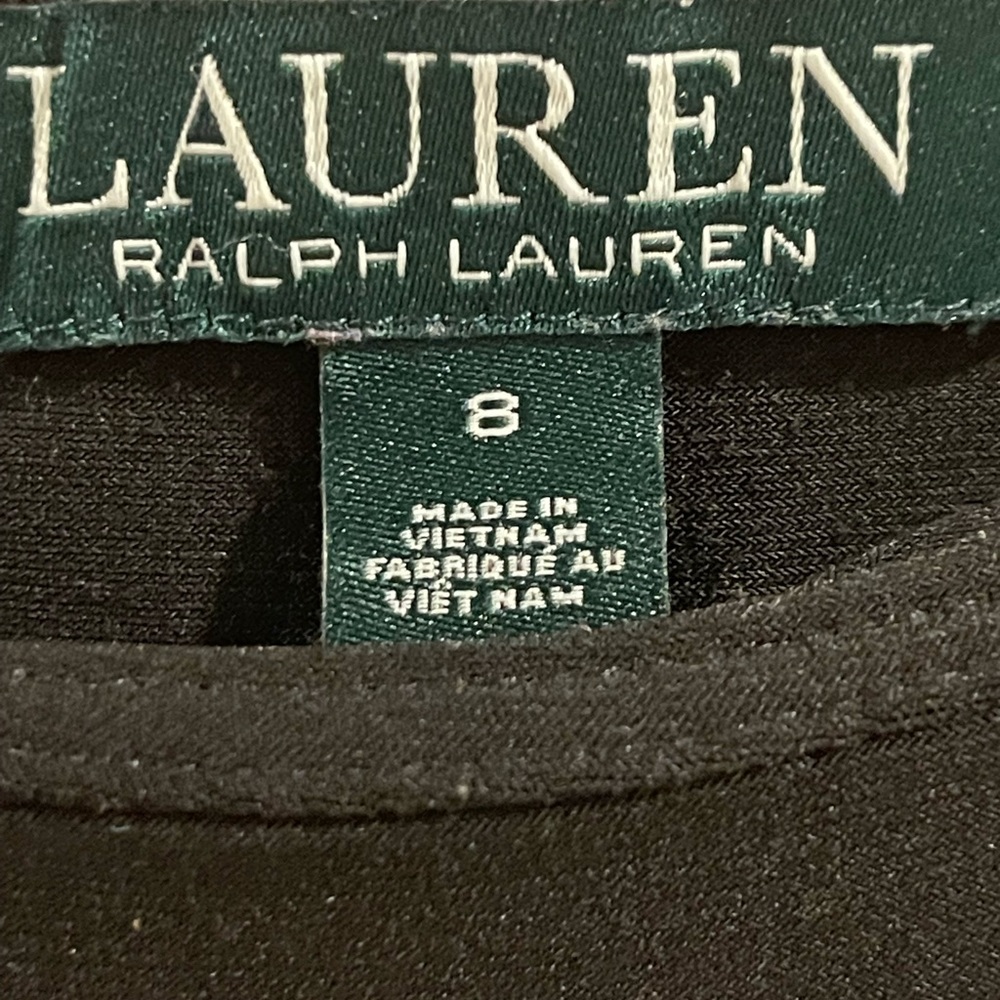 LAUREN
RALPH LAUREN
8
MADE IN
VIETNAM
FABRIQUÉ AU
VIÊT NAM